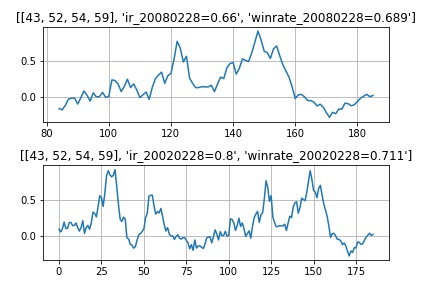 [[43, 52, 54, 59], 'ir_20080228=0.66', 'winrate_20080228=0.689']
0.5
0.0
80 100 120 140 160 180
[[43, 52, 54, 59], 'ir_20020228=0.8', 'winrate_20020228=0.711']
0.5
0.0
0 25 50 75 100 125 150 175